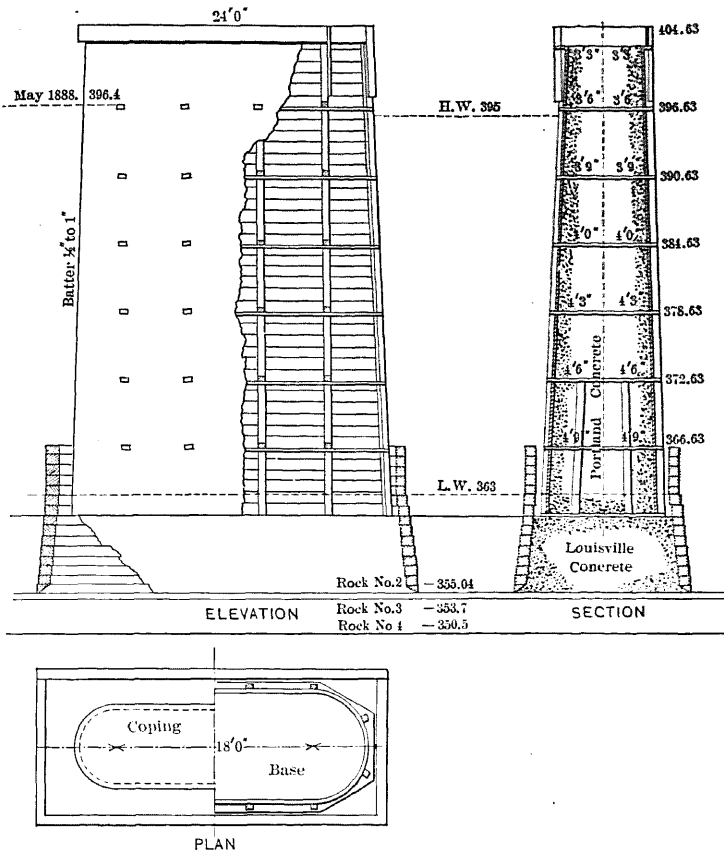 24'0"
404.63
3'3" 3'3"
May 1888. 396.4
H.W. 395
3'6" 3'6"
396.63
3'9" 3'9"
390.63
Batter ½" to 1"
4'0" 4'0"
384.63
4'3" 4'3"
378.63
4'6" 4'6"
372.63
Portland Concrete
4'9" 4'9"
366.63
L.W. 363
Louisville
Concrete
Rock No.2 —355.04
ELEVATION
Rock No.3 —353.7
SECTION
Rock No 4 —350.5
Coping
18'0"
Base
PLAN